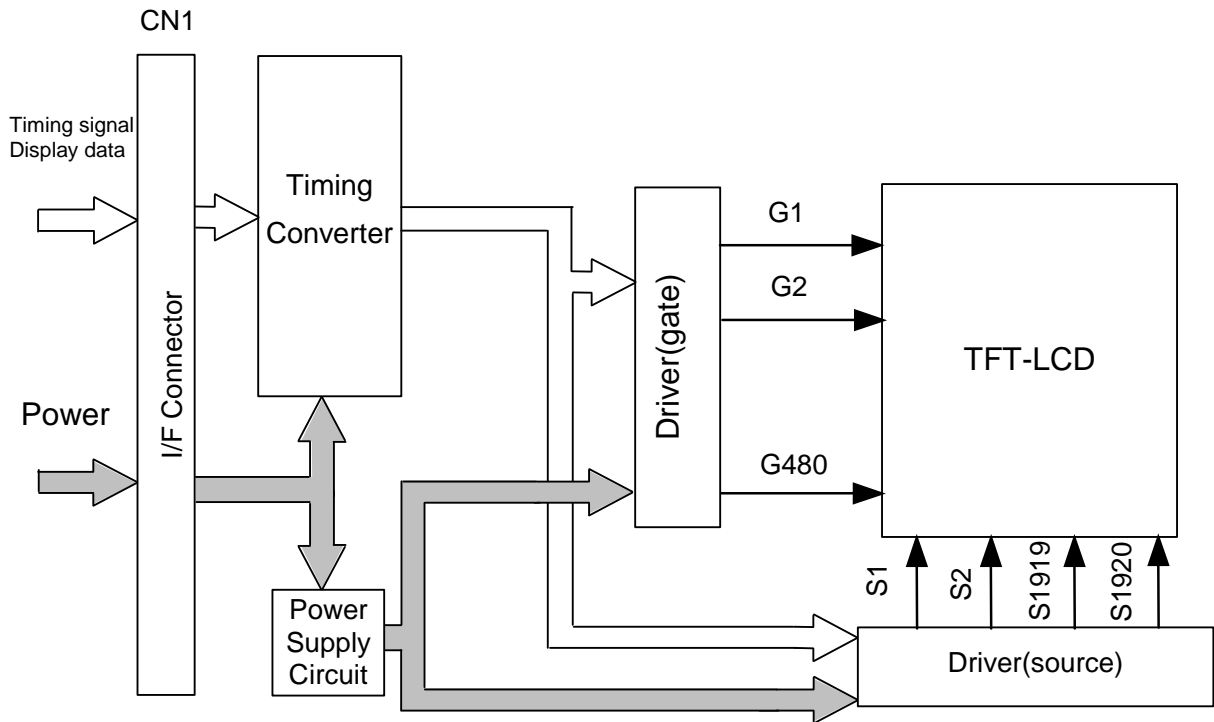 CN1
Timing signal
Display data
Power
I/F Connector
Timing
Converter
Power
Supply
Circuit
Driver(gate)
G1
G2
G480
TFT-LCD
S1
S2
S1919
S1920
Driver(source)